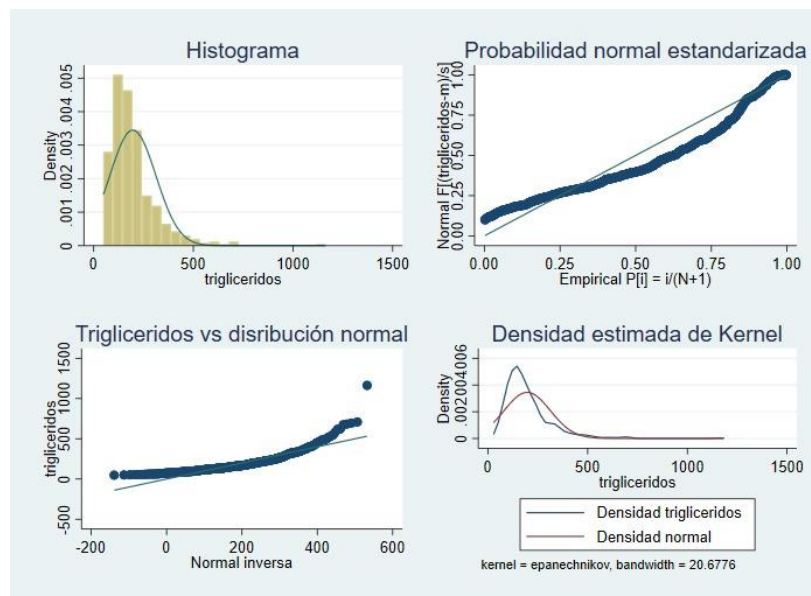 Histograma
Density
0 .001 .002 .003 .004 .005
0 500 1000 1500
trigliceridos
Probabilidad normal estandarizada
Normal F[(trigliceridos-m)/s]
0.00 0.25 0.50 0.75 1.00
0.00 0.25 0.50 0.75 1.00
Empirical P[i] = i/(N+1)
Trigliceridos vs disribución normal
trigliceridos
-500 0 500 1000 1500
-200 0 200 400 600
Normal inversa
Densidad estimada de Kernel
Density
0 .002 .004 .006
0 500 1000 1500
trigliceridos
Densidad trigliceridos
Densidad normal
kernel = epanechnikov, bandwidth = 20.6776